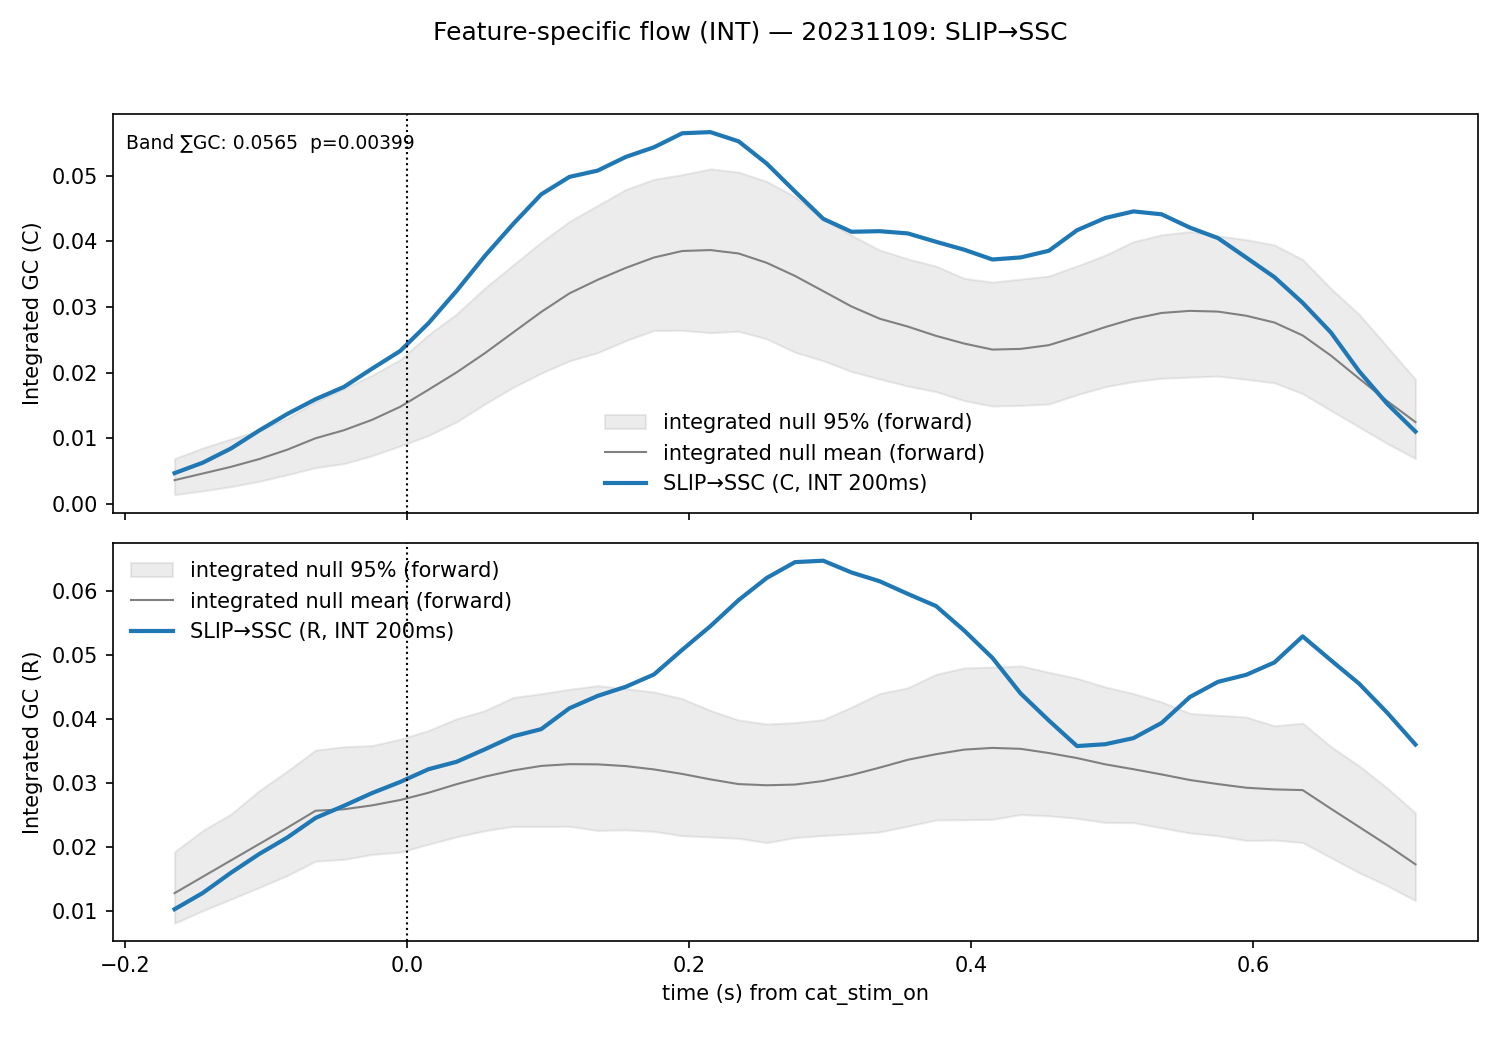 Feature-specific flow (INT) — 20231109: SLIP→SSC
Band ∑GC: 0.0565  p=0.00399
Integrated GC (C)
0.05
0.04
0.03
0.02
0.01
0.00
integrated null 95% (forward)
integrated null mean (forward)
SLIP→SSC (C, INT 200ms)
integrated null 95% (forward)
integrated null mean (forward)
SLIP→SSC (R, INT 200ms)
Integrated GC (R)
0.06
0.05
0.04
0.03
0.02
0.01
−0.2
0.0
0.2
0.4
0.6
time (s) from cat_stim_on